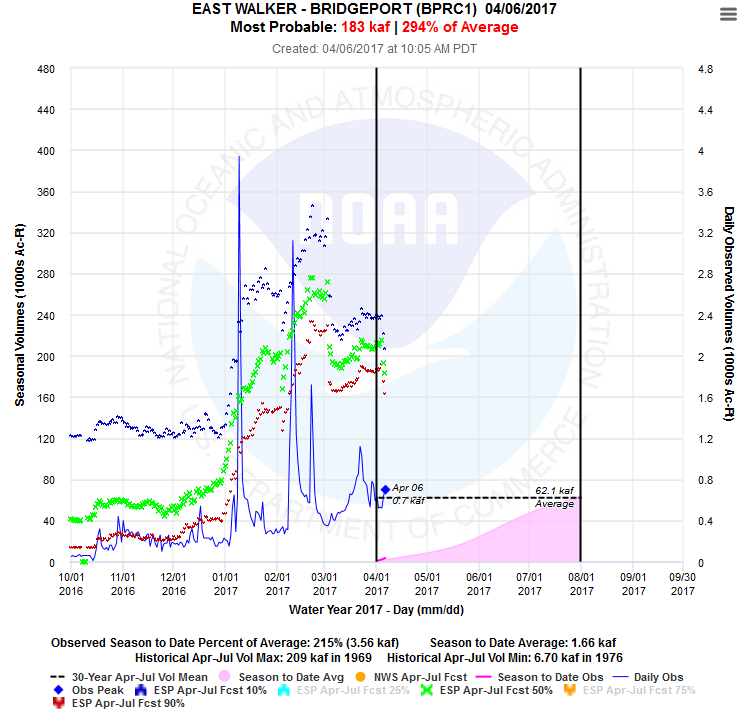 EAST WALKER - BRIDGEPORT (BPRC1) 04/06/2017
Most Probable: 183 kaf | 294% of Average
Created: 04/06/2017 at 10:05 AM PDT
Seasonal Volumes (1000s Ac-Ft)
480
440
400
360
320
280
240
200
160
120
80
40
0
4.8
4.4
4
3.6
3.2
2.8
2.4
2
1.6
1.2
0.8
0.4
0
Daily Observed Volumes (1000s Ac-Ft)
NATIONAL OCEANIC AND ATMOSPHERIC ADMINISTRATION
NOAA
U.S. DEPARTMENT OF COMMERCE
Apr 06
0.7 kaf
62.1 kaf
Average
10/01 11/01 12/01 01/01 02/01 03/01 04/01 05/01 06/01 07/01 08/01 09/01 09/30
2016 2016 2016 2017 2017 2017 2017 2017 2017 2017 2017 2017 2017
Water Year 2017 - Day (mm/dd)
Observed Season to Date Percent of Average: 215% (3.56 kaf) Season to Date Average: 1.66 kaf
Historical Apr-Jul Vol Max: 209 kaf in 1969 Historical Apr-Jul Vol Min: 6.70 kaf in 1976
30-Year Apr-Jul Vol Mean Season to Date Avg NWS Apr-Jul Fcst Season to Date Obs Daily Obs
Obs Peak ESP Apr-Jul Fcst 10% ESP Apr-Jul Fcst 25% ESP Apr-Jul Fcst 50% ESP Apr-Jul Fcst 75%
ESP Apr-Jul Fcst 90%